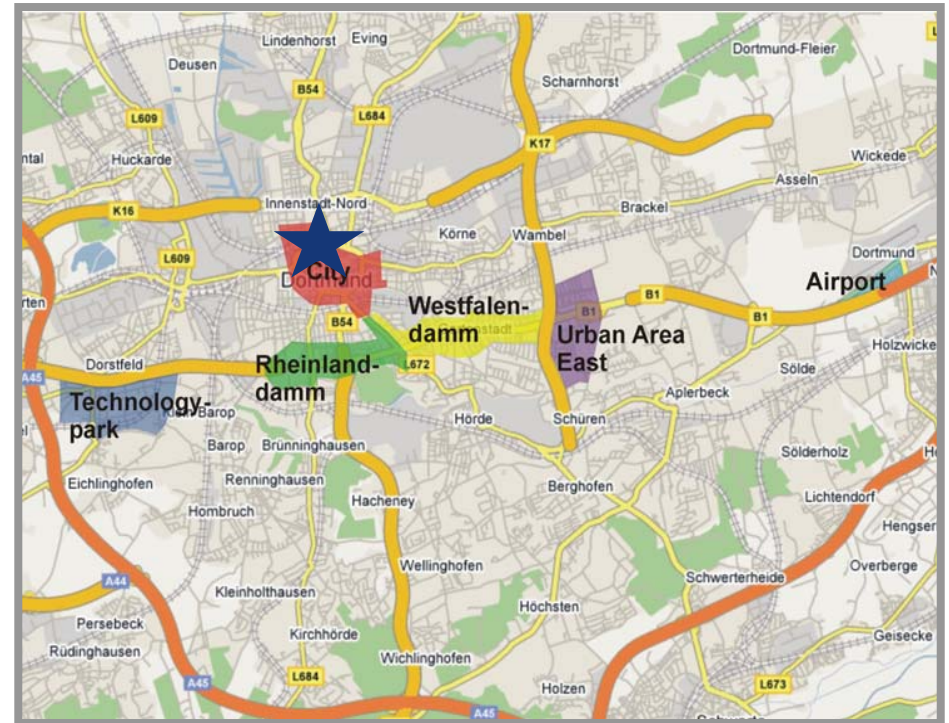 Lindenhorst
Eving
Deusen
Dortmund-Fleier
Scharnhorst
B54
L609
L684
K17
Huckarde
Wickede
Asseln
Innenstadt-Nord
K16
Brackel
Körne
Wambel
L609
Dortmund
City
Dortmund
Airport
Westfalen-
damm
B1
B1
B1
B54
Urban Area
East
Holzwicke
Rheinland-
damm
L672
Dorstfeld
Sölde
A45
Technology-
park
Barop
Aplerbeck
Hörde
Schüren
Barop
Brünninghausen
Sölderholz
Renninghausen
Eichlinghofen
Berghofen
Hacheney
Lichtendorf
Hombruch
Hengser
Wellinghofen
Overberge
A44
Schwerterheide
Kleinholthausen
Höchsten
Persebeck
Kirchhörde
Geisecke
Rüdinghausen
Wichlinghofen
L684
A45
Holzen
L673
A45